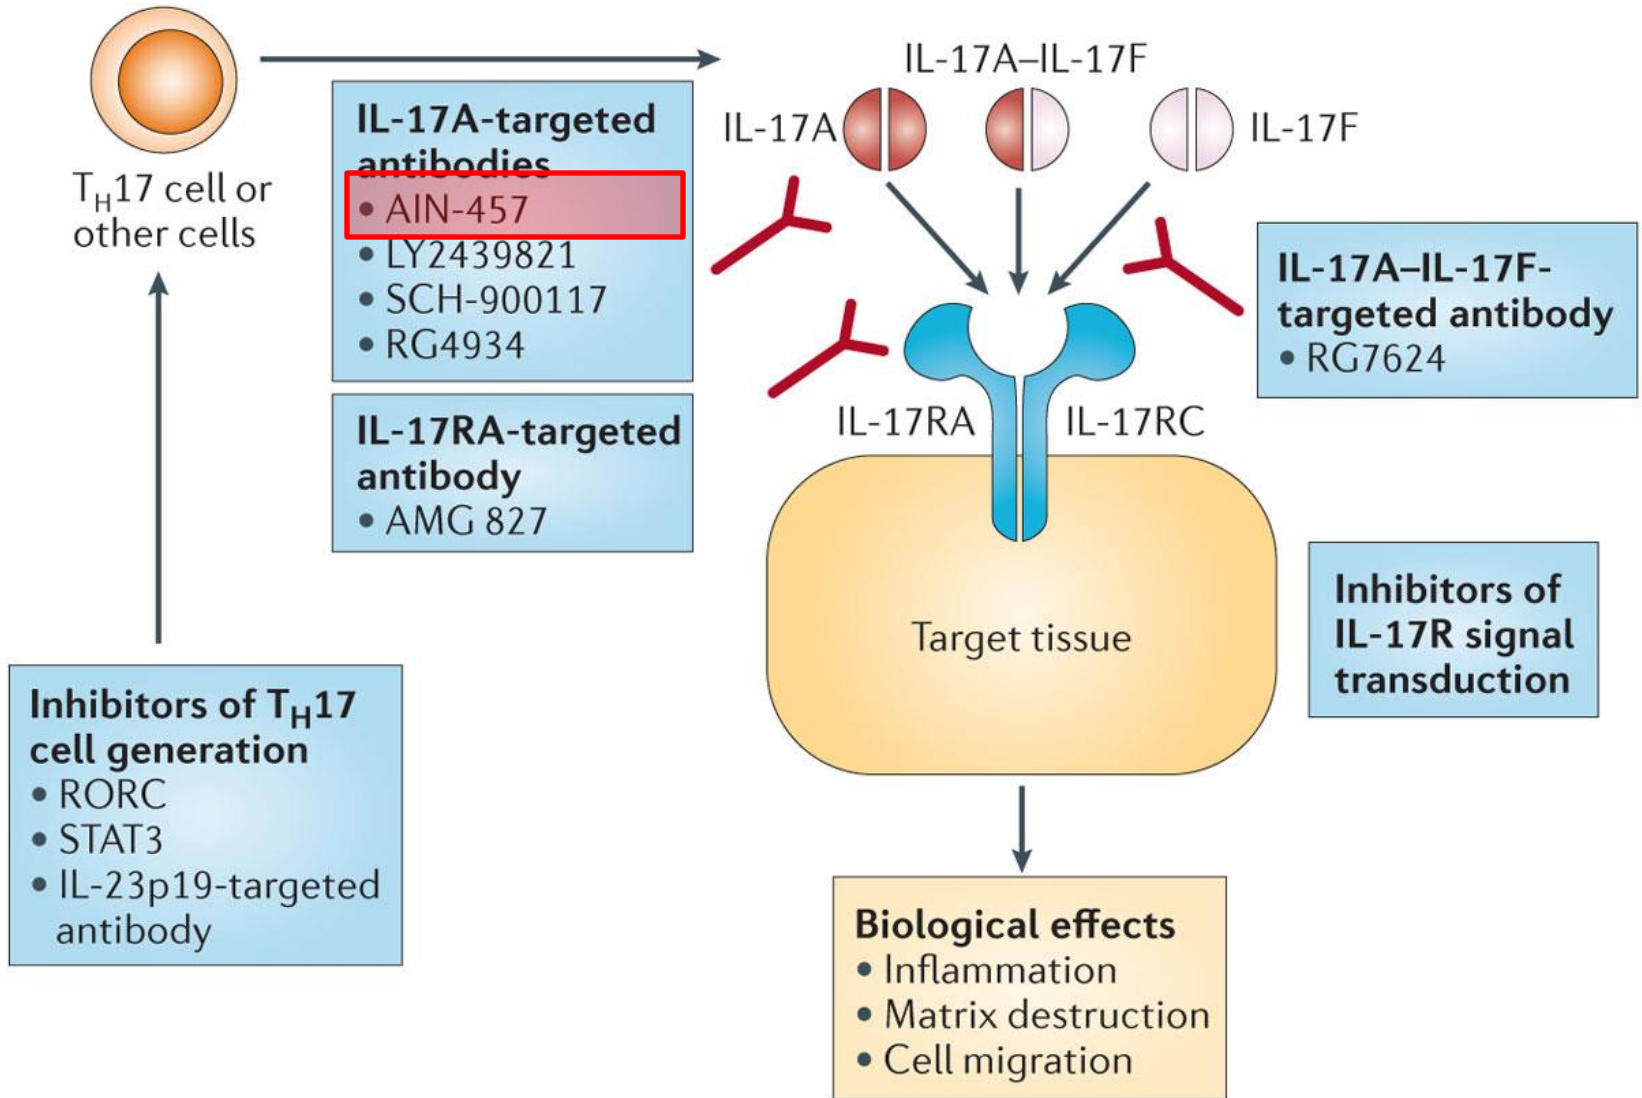 T_H17 cell or
other cells
IL-17A-targeted
antibodies
• AIN-457
• LY2439821
• SCH-900117
• RG4934
IL-17RA-targeted
antibody
• AMG 827
IL-17A–IL-17F
IL-17A
IL-17F
IL-17A–IL-17F-
targeted antibody
• RG7624
IL-17RA
IL-17RC
Target tissue
Inhibitors of
IL-17R signal
transduction
Inhibitors of T_H17
cell generation
• RORC
• STAT3
• IL-23p19-targeted
antibody
Biological effects
• Inflammation
• Matrix destruction
• Cell migration